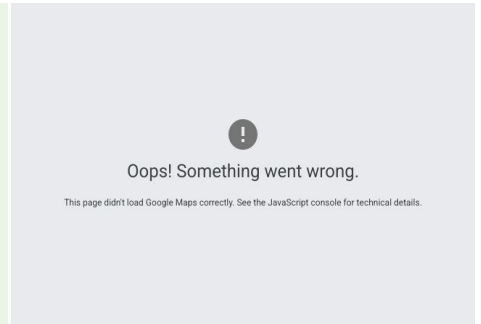 Oops! Something went wrong.
This page didn't load Google Maps correctly. See the JavaScript console for technical details.